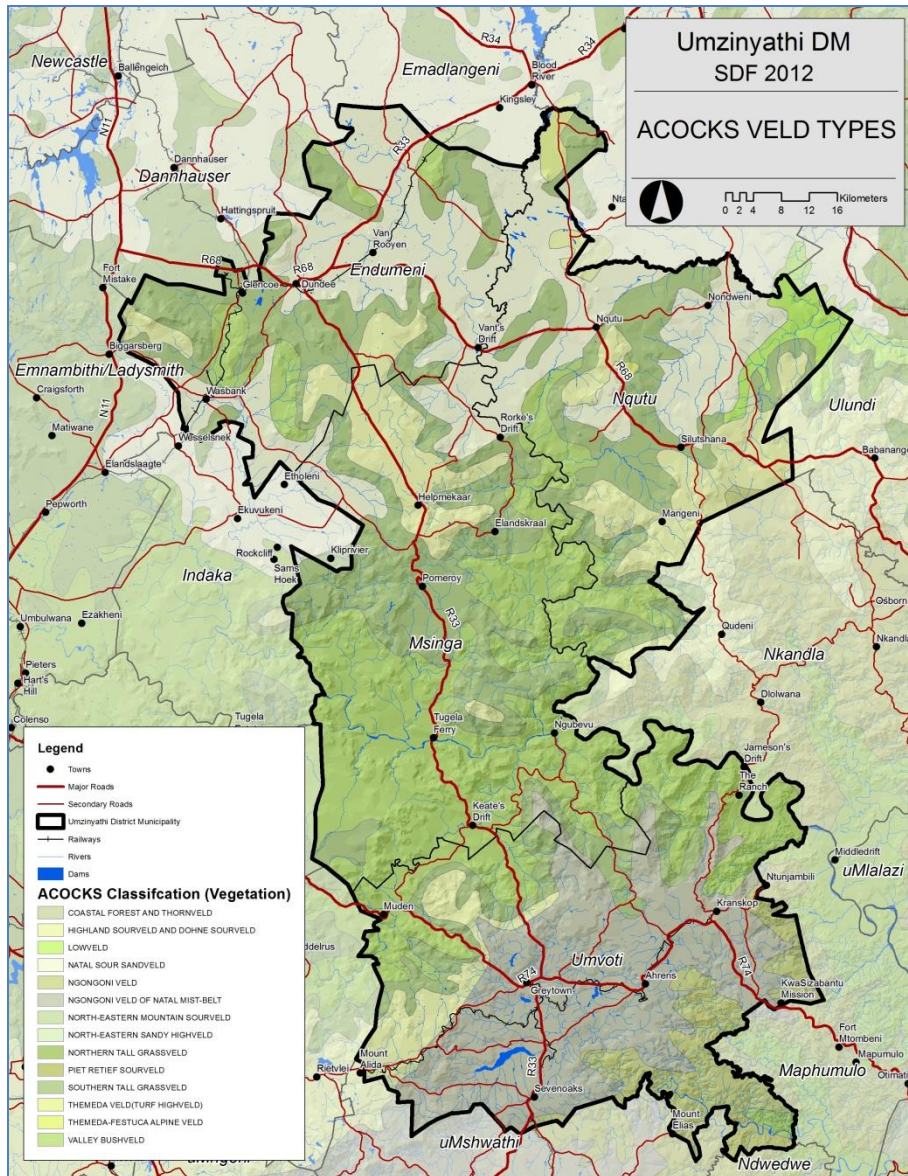 Umzinyathi DM
SDF 2012
ACOCKS VELD TYPES
Kilometers
0 2 4 8 12 16
R34
R34
Newcastle
Ballengeich
Emadlangeni
Blood
River
Kingsley
N11
R33
Dannhauser
Dannhauser
Hattingspruit
Nta
Van
Rooyen
R68
R68
Endumeni
Fort
Mistake
Glencoe
Dundee
Nondweni
Nqutu
Vant's
Drift
Biggarsberg
Emnambithi/Ladysmith
R68
Nqutu
Ulundi
Craigsforth
Wasbank
N11
Matiwane
Rorke's
Drift
Wesselsnek
Silutshana
Babanango
Elandslaagte
Etholeni
Pepworth
Ekuvukeni
Helpmekaar
Mangeni
Elandskraal
Rockcliff
Kliprivier
Sams
Hoek
Indaka
Pomeroy
Osborn
Umbulwana
Ezakheni
R33
Msinga
Qudeni
Nkandla
Nkandla
Pieters
Hart's
Hill
Dlolwana
Colenso
Tugela
Tugela
Ferry
Ngubevu
Jameson's
Drift
The
Ranch
Keate's
Drift
Middledrift
uMlalazi
Ntunjambili
Muden
Kranskop
ddelrus
Umvoti
R74
R74
Greytown
Ahrens
KwaSizabantu
Mission
Fort
Mtombeni
Mapumulo
Otimati
Maphumulo
Mount
Alida
Rietvlei
R33
Sevenoaks
Mount
Elias
uMshwathi
Ndwedwe
Legend
Towns
Major Roads
Secondary Roads
Umzinyathi District Municipality
Railways
Rivers
Dams
ACOCKS Classifcation (Vegetation)
COASTAL FOREST AND THORNVELD
HIGHLAND SOURVELD AND DOHNE SOURVELD
LOWVELD
NATAL SOUR SANDVELD
NGONGONI VELD
NGONGONI VELD OF NATAL MIST-BELT
NORTH-EASTERN MOUNTAIN SOURVELD
NORTH-EASTERN SANDY HIGHVELD
NORTHERN TALL GRASSVELD
PIET RETIEF SOURVELD
SOUTHERN TALL GRASSVELD
THEMEDA VELD(TURF HIGHVELD)
THEMEDA-FESTUCA ALPINE VELD
VALLEY BUSHVELD